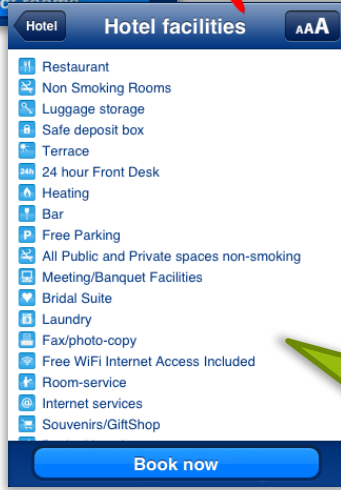 Hotel
Hotel facilities
AAA
Restaurant
Non Smoking Rooms
Luggage storage
Safe deposit box
Terrace
24h 24 hour Front Desk
Heating
Bar
P Free Parking
All Public and Private spaces non-smoking
Meeting/Banquet Facilities
Bridal Suite
Laundry
Fax/photo-copy
Free WiFi Internet Access Included
Room-service
@ Internet services
Souvenirs/GiftShop
Book now